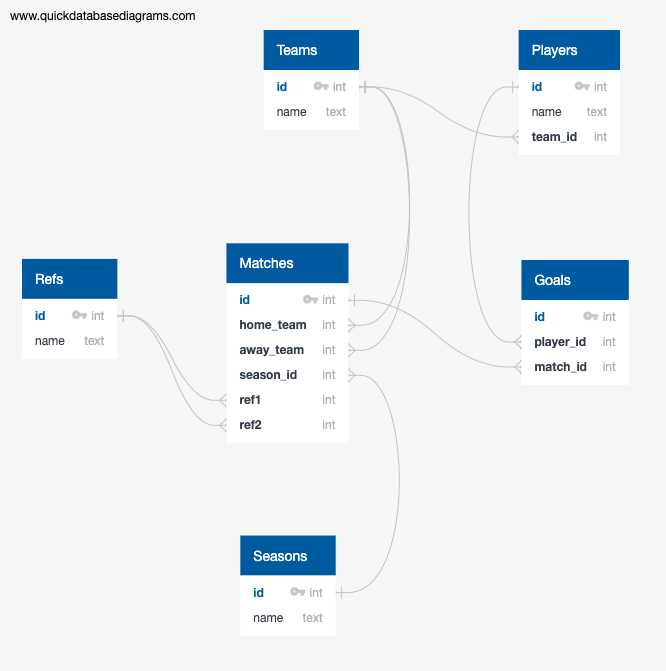 www.quickdatabasediagrams.com
Teams
id int
name text
Players
id int
name text
team_id int
Refs
id int
name text
Matches
id int
home_team int
away_team int
season_id int
ref1 int
ref2 int
Goals
id int
player_id int
match_id int
Seasons
id int
name text